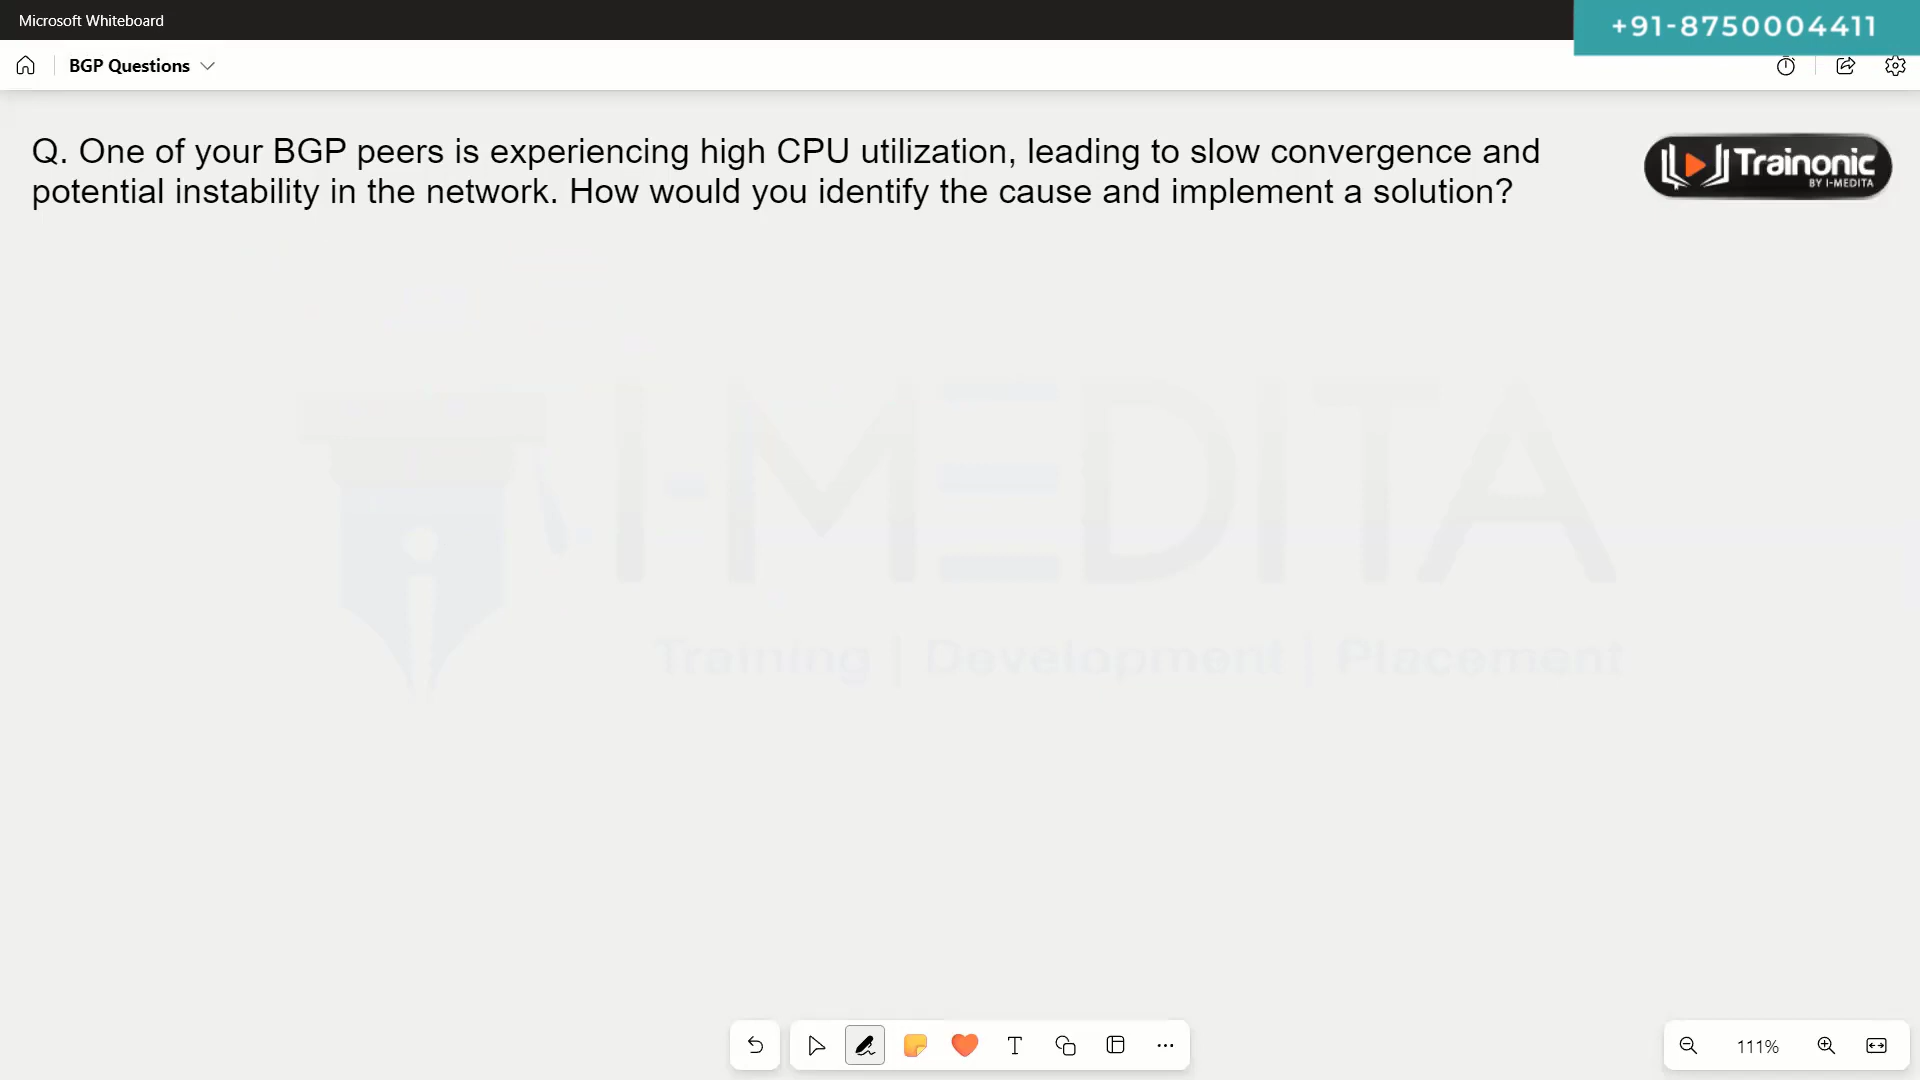 Microsoft Whiteboard
+91-8750004411
BGP Questions
Q. One of your BGP peers is experiencing high CPU utilization, leading to slow convergence and
potential instability in the network. How would you identify the cause and implement a solution?
Trainonic
BY I-MEDITA
I-MEDITA
Training | Development | Placement
111%